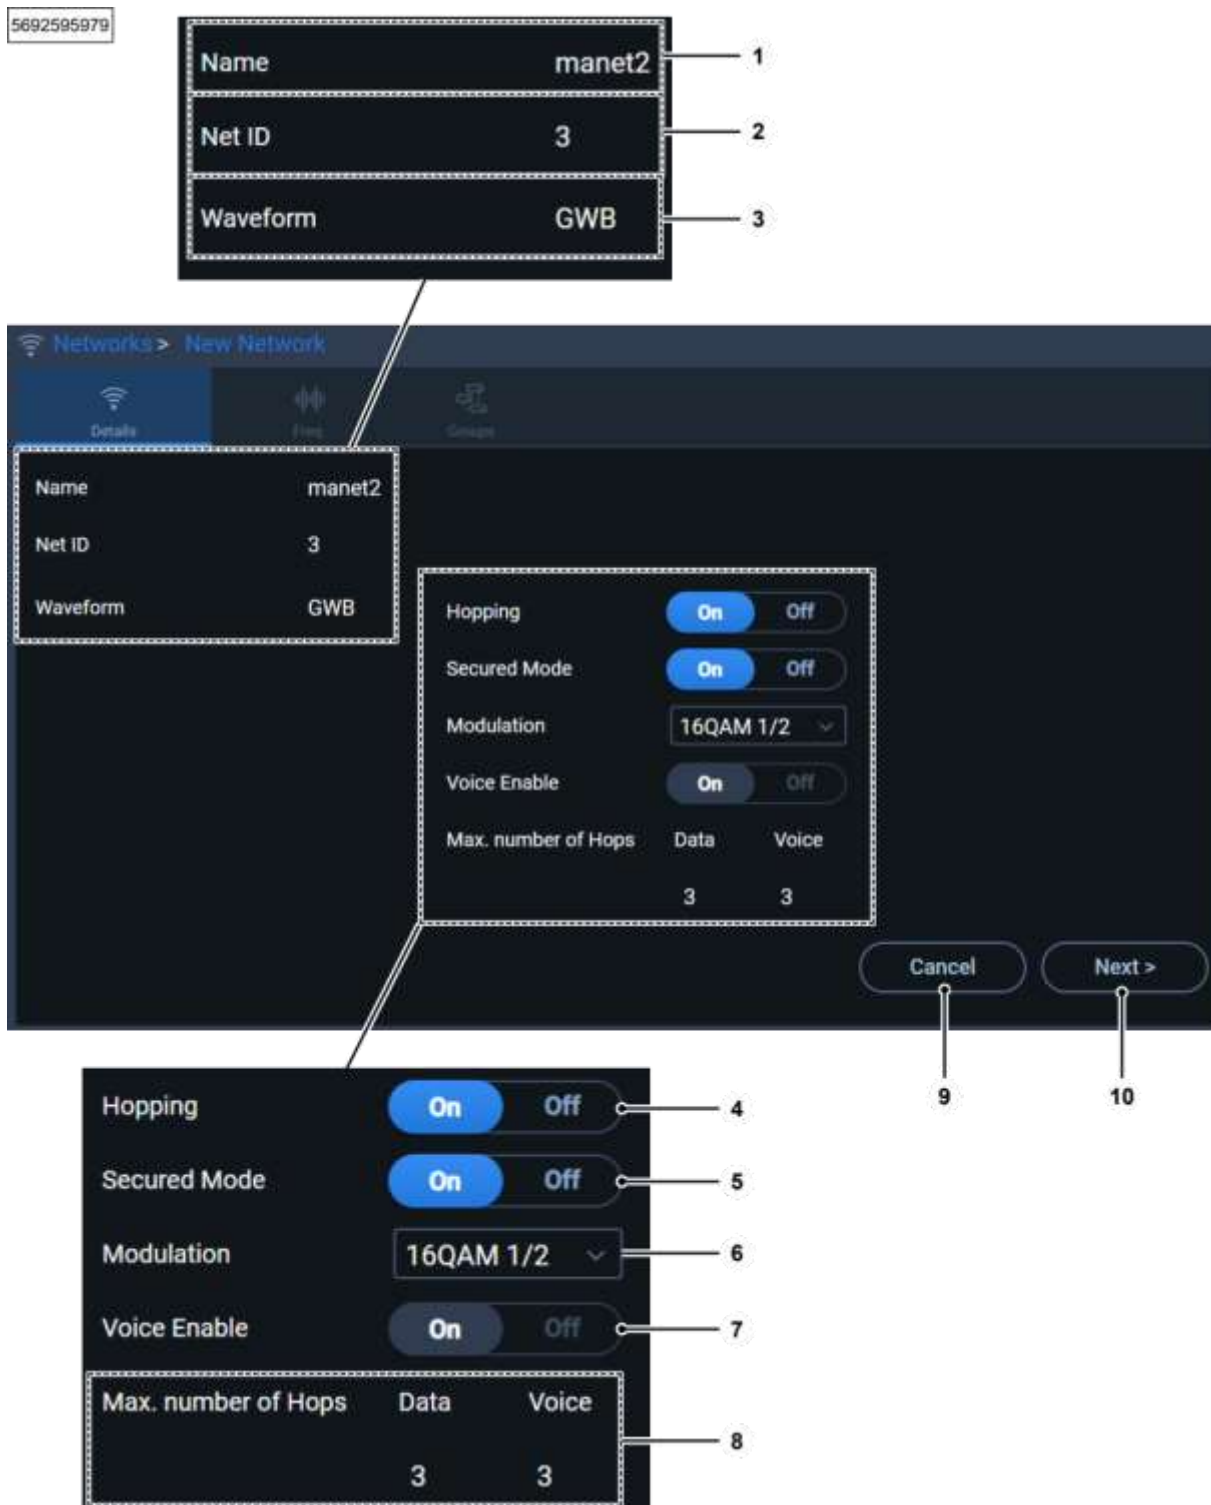 5692595979
Name manet2 1
Net ID 3 2
Waveform GWB 3
Networks > New Network
Details Freq Groups
Name manet2
Net ID 3
Waveform GWB
Hopping On Off
Secured Mode On Off
Modulation 16QAM 1/2
Voice Enable On Off
Max. number of Hops Data Voice
3 3
Cancel Next >
9 10
Hopping On Off 4
Secured Mode On Off 5
Modulation 16QAM 1/2 6
Voice Enable On Off 7
Max. number of Hops Data Voice
8
3 3